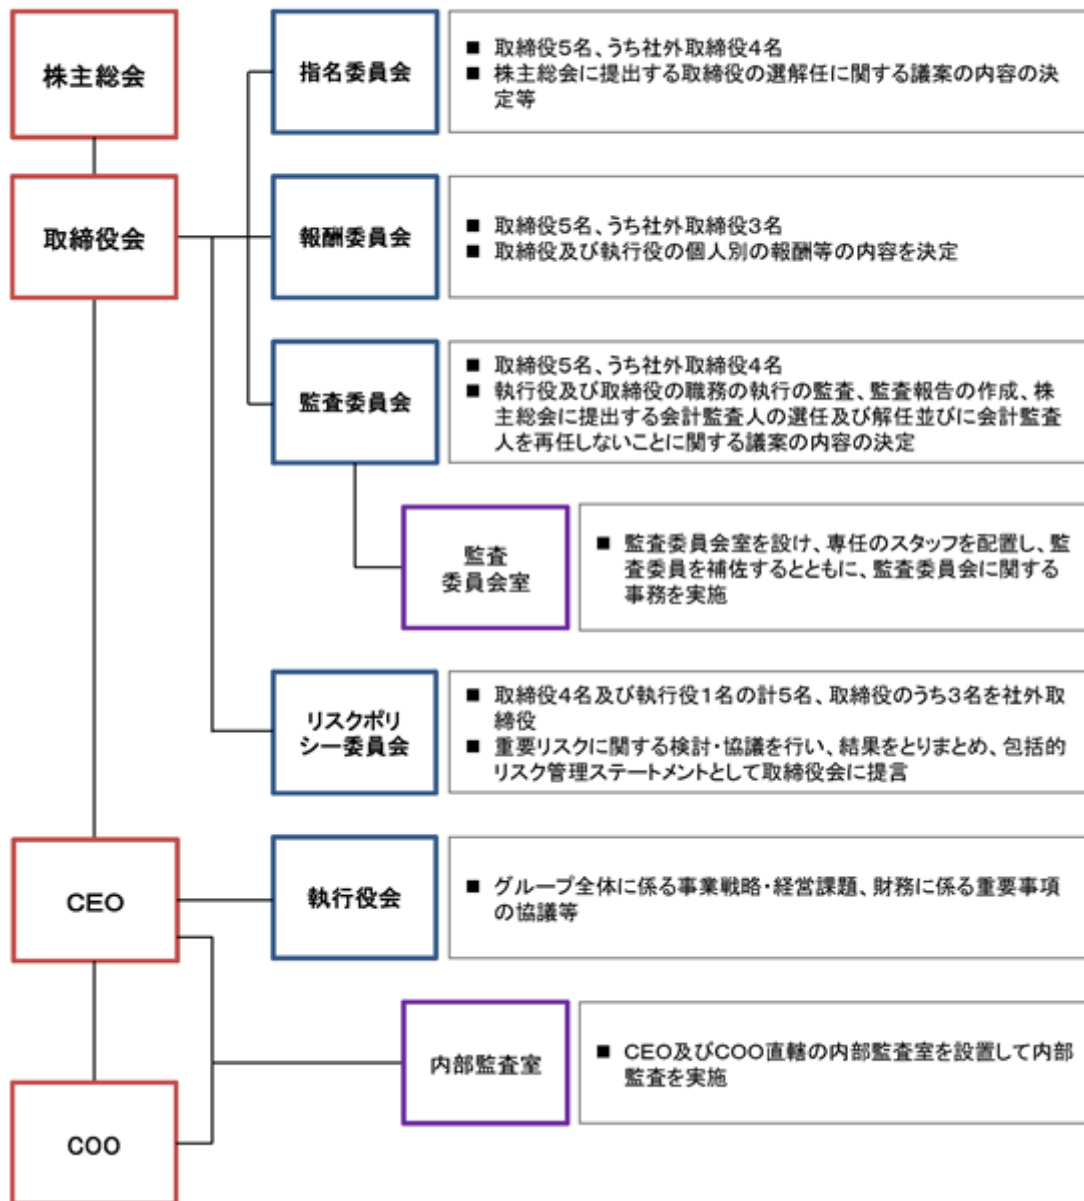 株主総会
指名委員会
■ 取締役5名、うち社外取締役4名
■ 株主総会に提出する取締役の選解任に関する議案の内容の決
定等
取締役会
報酬委員会
■ 取締役5名、うち社外取締役3名
■ 取締役及び執行役の個人別の報酬等の内容を決定
監査委員会
■ 取締役5名、うち社外取締役4名
■ 執行役及び取締役の職務の執行の監査、監査報告の作成、株
主総会に提出する会計監査人の選任及び解任並びに会計監査
人を再任しないことに関する議案の内容の決定
監査
委員会室
■ 監査委員会室を設け、専任のスタッフを配置し、監
査委員を補佐するとともに、監査委員会に関する
事務を実施
リスクポリ
シー委員会
■ 取締役4名及び執行役1名の計5名、取締役のうち3名を社外取
締役
■ 重要リスクに関する検討・協議を行い、結果をとりまとめ、包括的
リスク管理ステートメントとして取締役会に提言
CEO
執行役会
■ グループ全体に係る事業戦略・経営課題、財務に係る重要事項
の協議等
内部監査室
■ CEO及びCOO直轄の内部監査室を設置して内部
監査を実施
COO